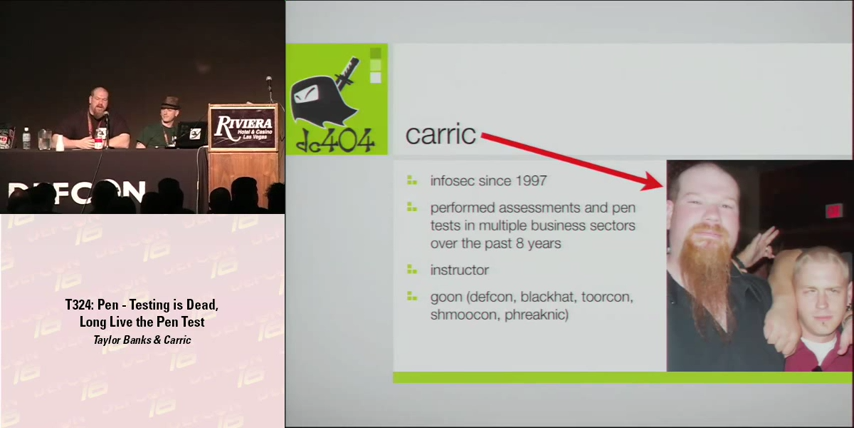 RIVIERA
Hotel & Casino
Las Vegas
DEFCON
T324: Pen - Testing is Dead,
Long Live the Pen Test
Taylor Banks & Carric
dc404
carric
infosec since 1997
performed assessments and pen
tests in multiple business sectors
over the past 8 years
instructor
goon (defcon, blackhat, toorcon,
shmoocon, phreaknic)